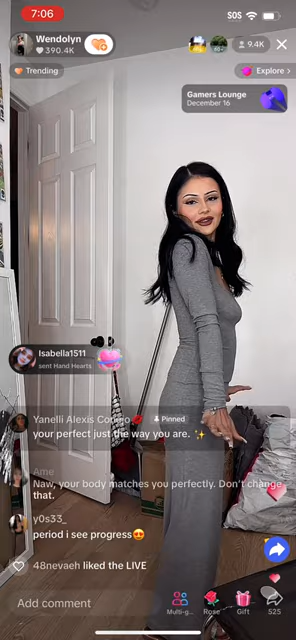 7:06
SOS
Wendolyn
390.4K
9.4K
Trending
Explore >
Gamers Lounge
December 16
Isabella1511
sent Hand Hearts
Yanelli Alexis Cornejo 💋 Pinned
your perfect just the way you are. ✨
Ame
Naw, your body matches you perfectly. Don't change that.
y0s33_
period i see progress😍
48nevaeh liked the LIVE
Add comment
Multi-g...
Rose
Gift
525